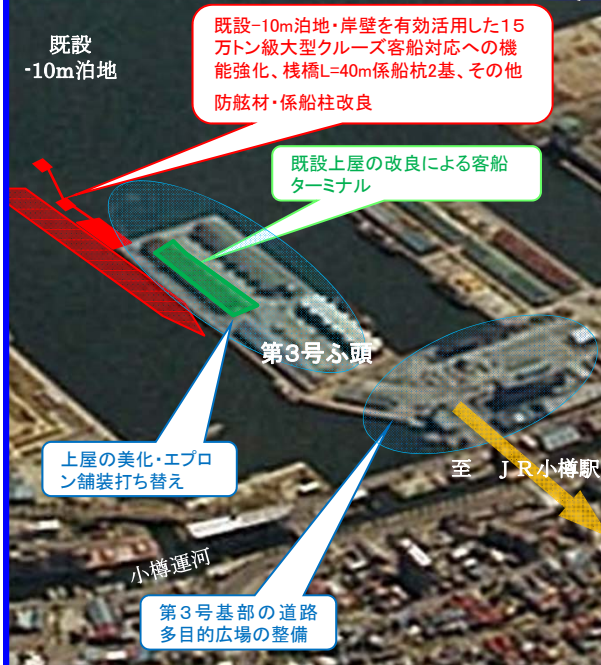 既設
-10m泊地
既設-10m泊地・岸壁を有効活用した15
万トン級大型クルーズ客船対応への機
能強化、桟橋L=40m係船杭2基、その他
防舷材・係船柱改良
既設上屋の改良による客船
ターミナル
第3号ふ頭
上屋の美化・エプロ
ン舗装打ち替え
至 JR小樽駅
小樽運河
第3号基部の道路
多目的広場の整備